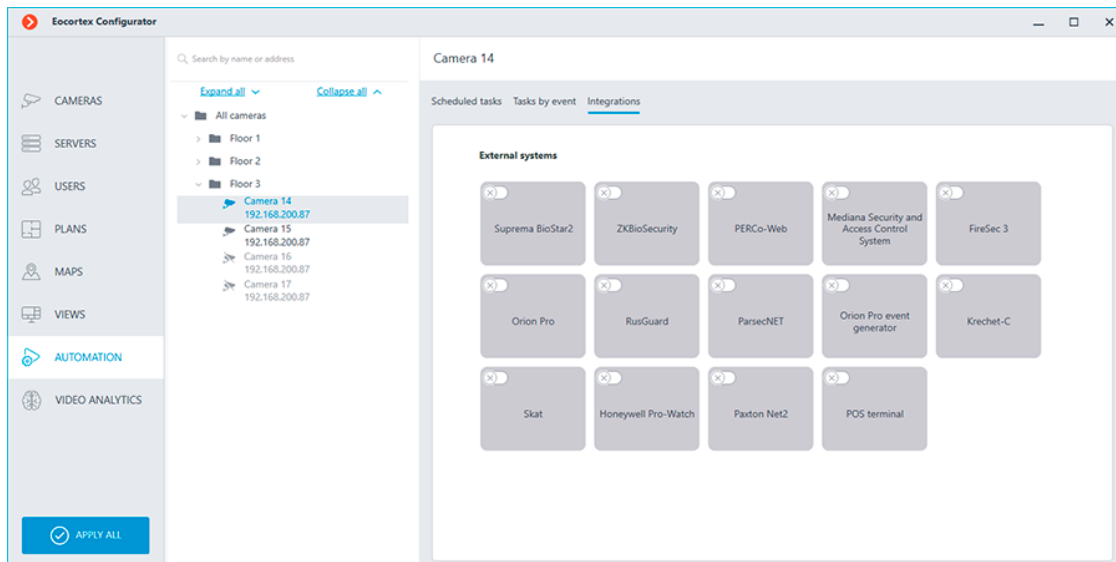 Eocortex Configurator
CAMERAS
SERVERS
USERS
PLANS
MAPS
VIEWS
AUTOMATION
VIDEO ANALYTICS
APPLY ALL
Search by name or address
Expand all
Collapse all
All cameras
Floor 1
Floor 2
Floor 3
Camera 14
192.168.200.87
Camera 15
192.168.200.87
Camera 16
192.168.200.87
Camera 17
192.168.200.87
Camera 14
Scheduled tasks Tasks by event Integrations
External systems
Suprema BioStar2
ZKBioSecurity
PERCo-Web
Mediana Security and
Access Control
System
FireSec 3
Orion Pro
RusGuard
ParsecNET
Orion Pro event
generator
Krechet-C
Skat
Honeywell Pro-Watch
Paxton Net2
POS terminal